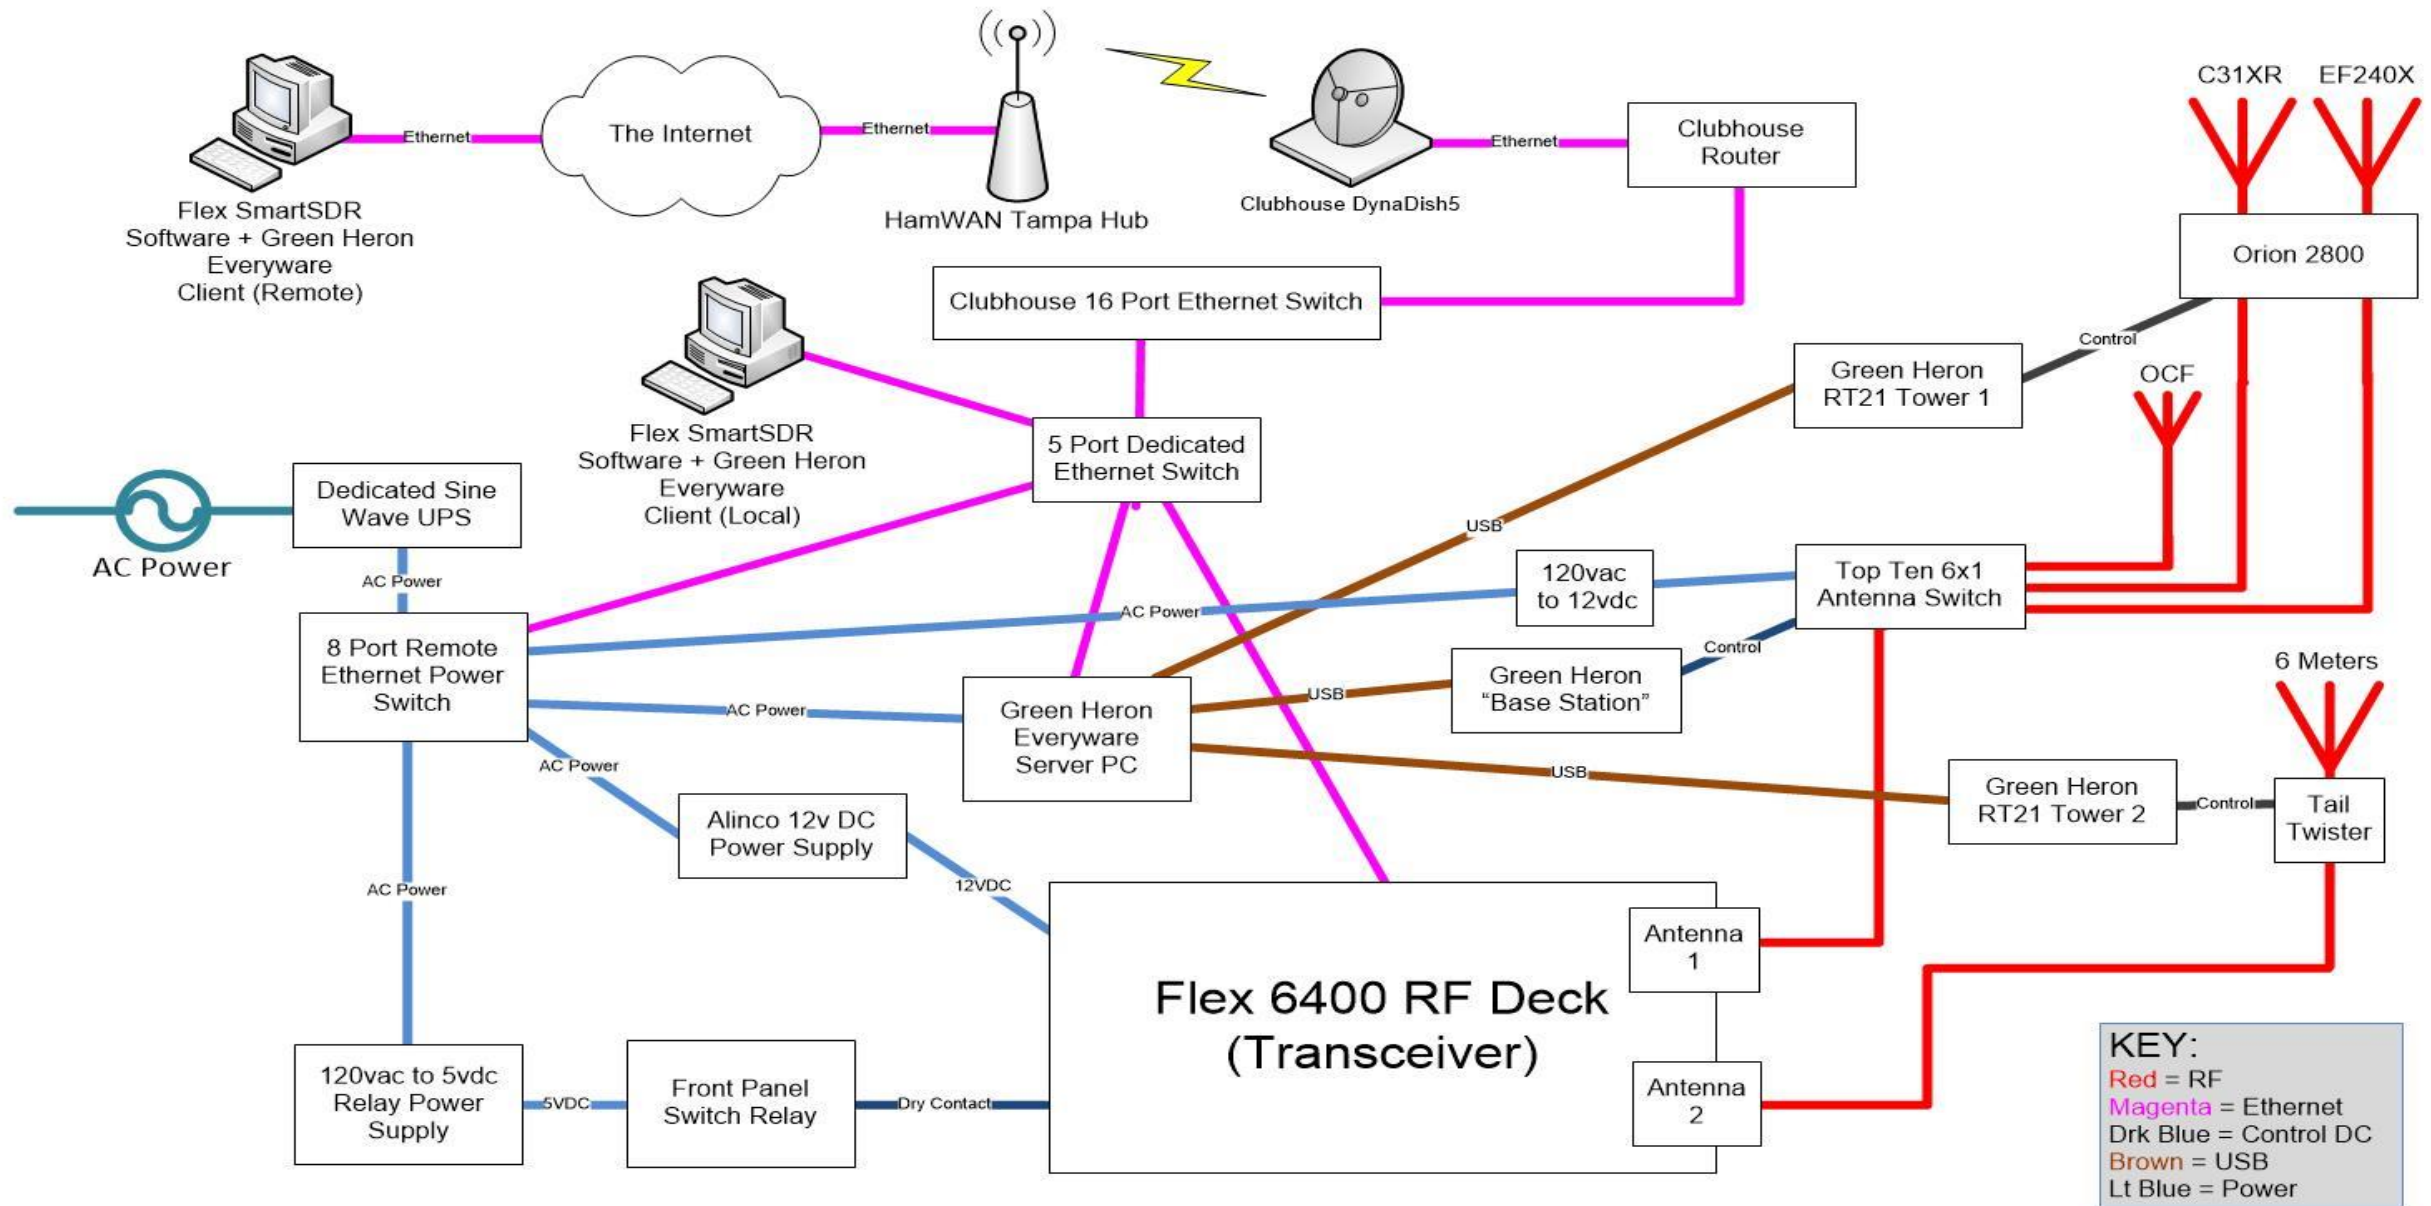 C31XR
EF240X
Ethernet
The Internet
Ethernet
Ethernet
Clubhouse
Router
Flex SmartSDR
Software + Green Heron
Everyware
Client (Remote)
HamWAN Tampa Hub
Clubhouse DynaDish5
Orion 2800
Clubhouse 16 Port Ethernet Switch
Control
Green Heron
RT21 Tower 1
OCF
Flex SmartSDR
Software + Green Heron
Everyware
Client (Local)
5 Port Dedicated
Ethernet Switch
AC Power
Dedicated Sine
Wave UPS
USB
AC Power
120vac
to 12vdc
Top Ten 6x1
Antenna Switch
AC Power
8 Port Remote
Ethernet Power
Switch
Control
Green Heron
“Base Station”
6 Meters
USB
AC Power
Green Heron
Everyware
Server PC
AC Power
USB
Green Heron
RT21 Tower 2
Control
Tail
Twister
Alinco 12v DC
Power Supply
AC Power
12VDC
Antenna
1
Flex 6400 RF Deck
(Transceiver)
Antenna
2
120vac to 5vdc
Relay Power
Supply
5VDC
Front Panel
Switch Relay
Dry Contact
KEY:
Red = RF
Magenta = Ethernet
Drk Blue = Control DC
Brown = USB
Lt Blue = Power